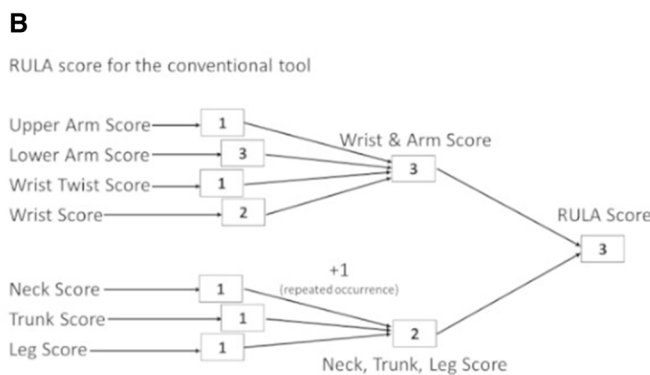 B
RULA score for the conventional tool
Upper Arm Score 1
Lower Arm Score 3
Wrist Twist Score 1
Wrist Score 2
Wrist & Arm Score
3
RULA Score
3
Neck Score 1
Trunk Score 1
Leg Score 1
+1
(repeated occurrence)
2
Neck, Trunk, Leg Score